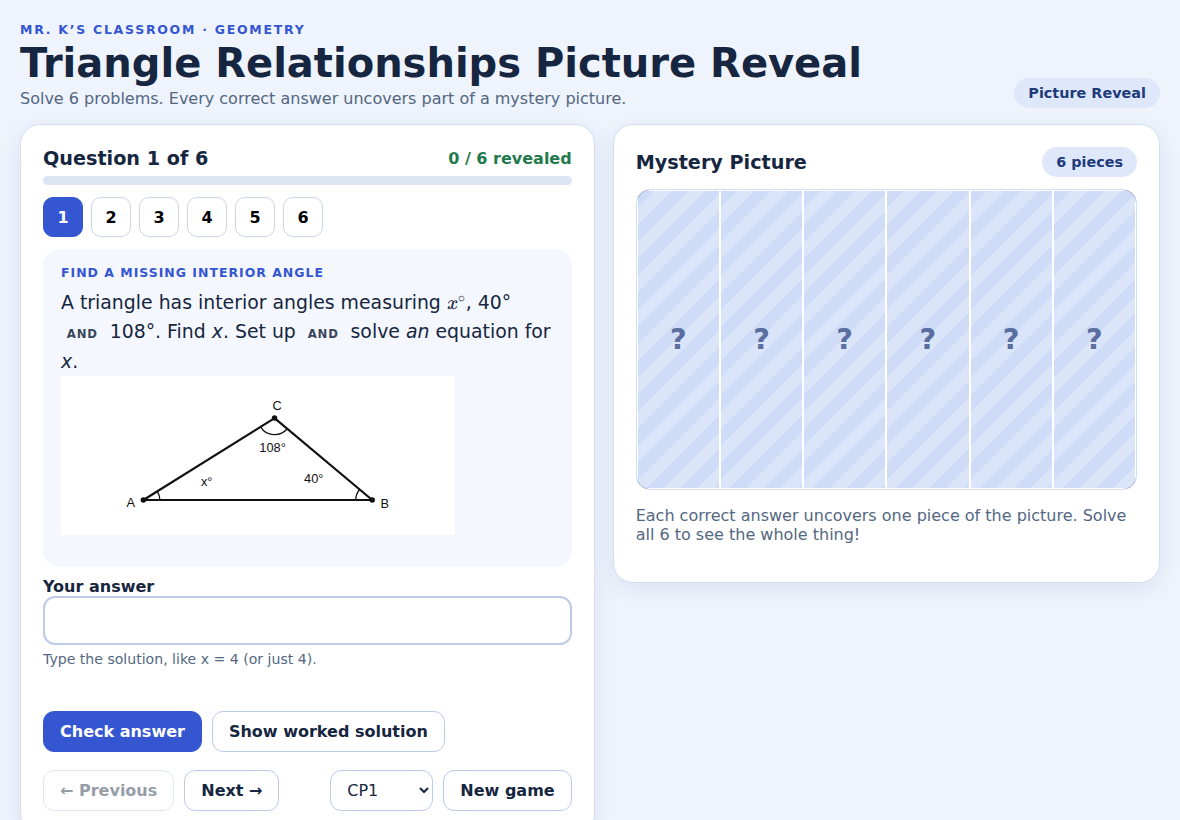 MR. K’S CLASSROOM · GEOMETRY
Triangle Relationships Picture Reveal
Solve 6 problems. Every correct answer uncovers part of a mystery picture.
Picture Reveal
Question 1 of 6
0 / 6 revealed
1 2 3 4 5 6
FIND A MISSING INTERIOR ANGLE
A triangle has interior angles measuring x°, 40°
AND 108°. Find x. Set up AND solve an equation for
x.
C
108°
x°
40°
A
B
Your answer
Type the solution, like x = 4 (or just 4).
Check answer
Show worked solution
← Previous
Next →
CP1
New game
Mystery Picture
6 pieces
? ? ? ? ? ?
Each correct answer uncovers one piece of the picture. Solve
all 6 to see the whole thing!